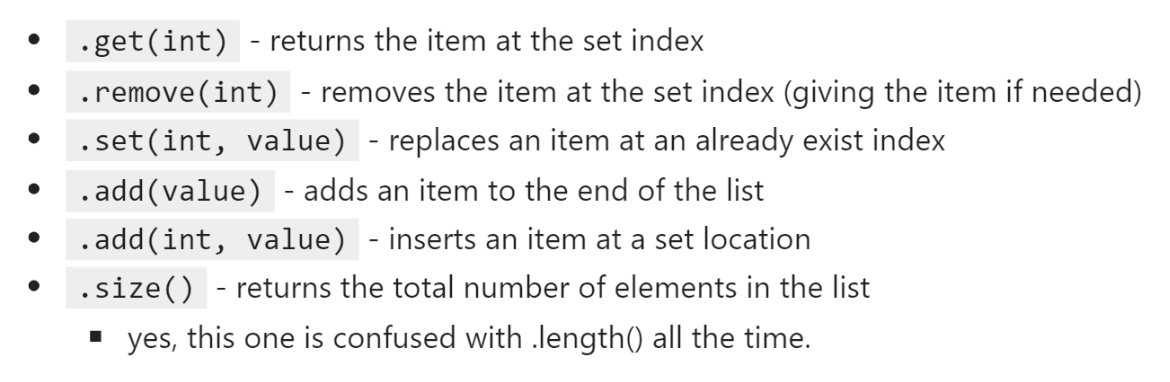 .get(int) - returns the item at the set index
.remove(int) - removes the item at the set index (giving the item if needed)
.set(int, value) - replaces an item at an already exist index
.add(value) - adds an item to the end of the list
.add(int, value) - inserts an item at a set location
.size() - returns the total number of elements in the list
yes, this one is confused with .length() all the time.